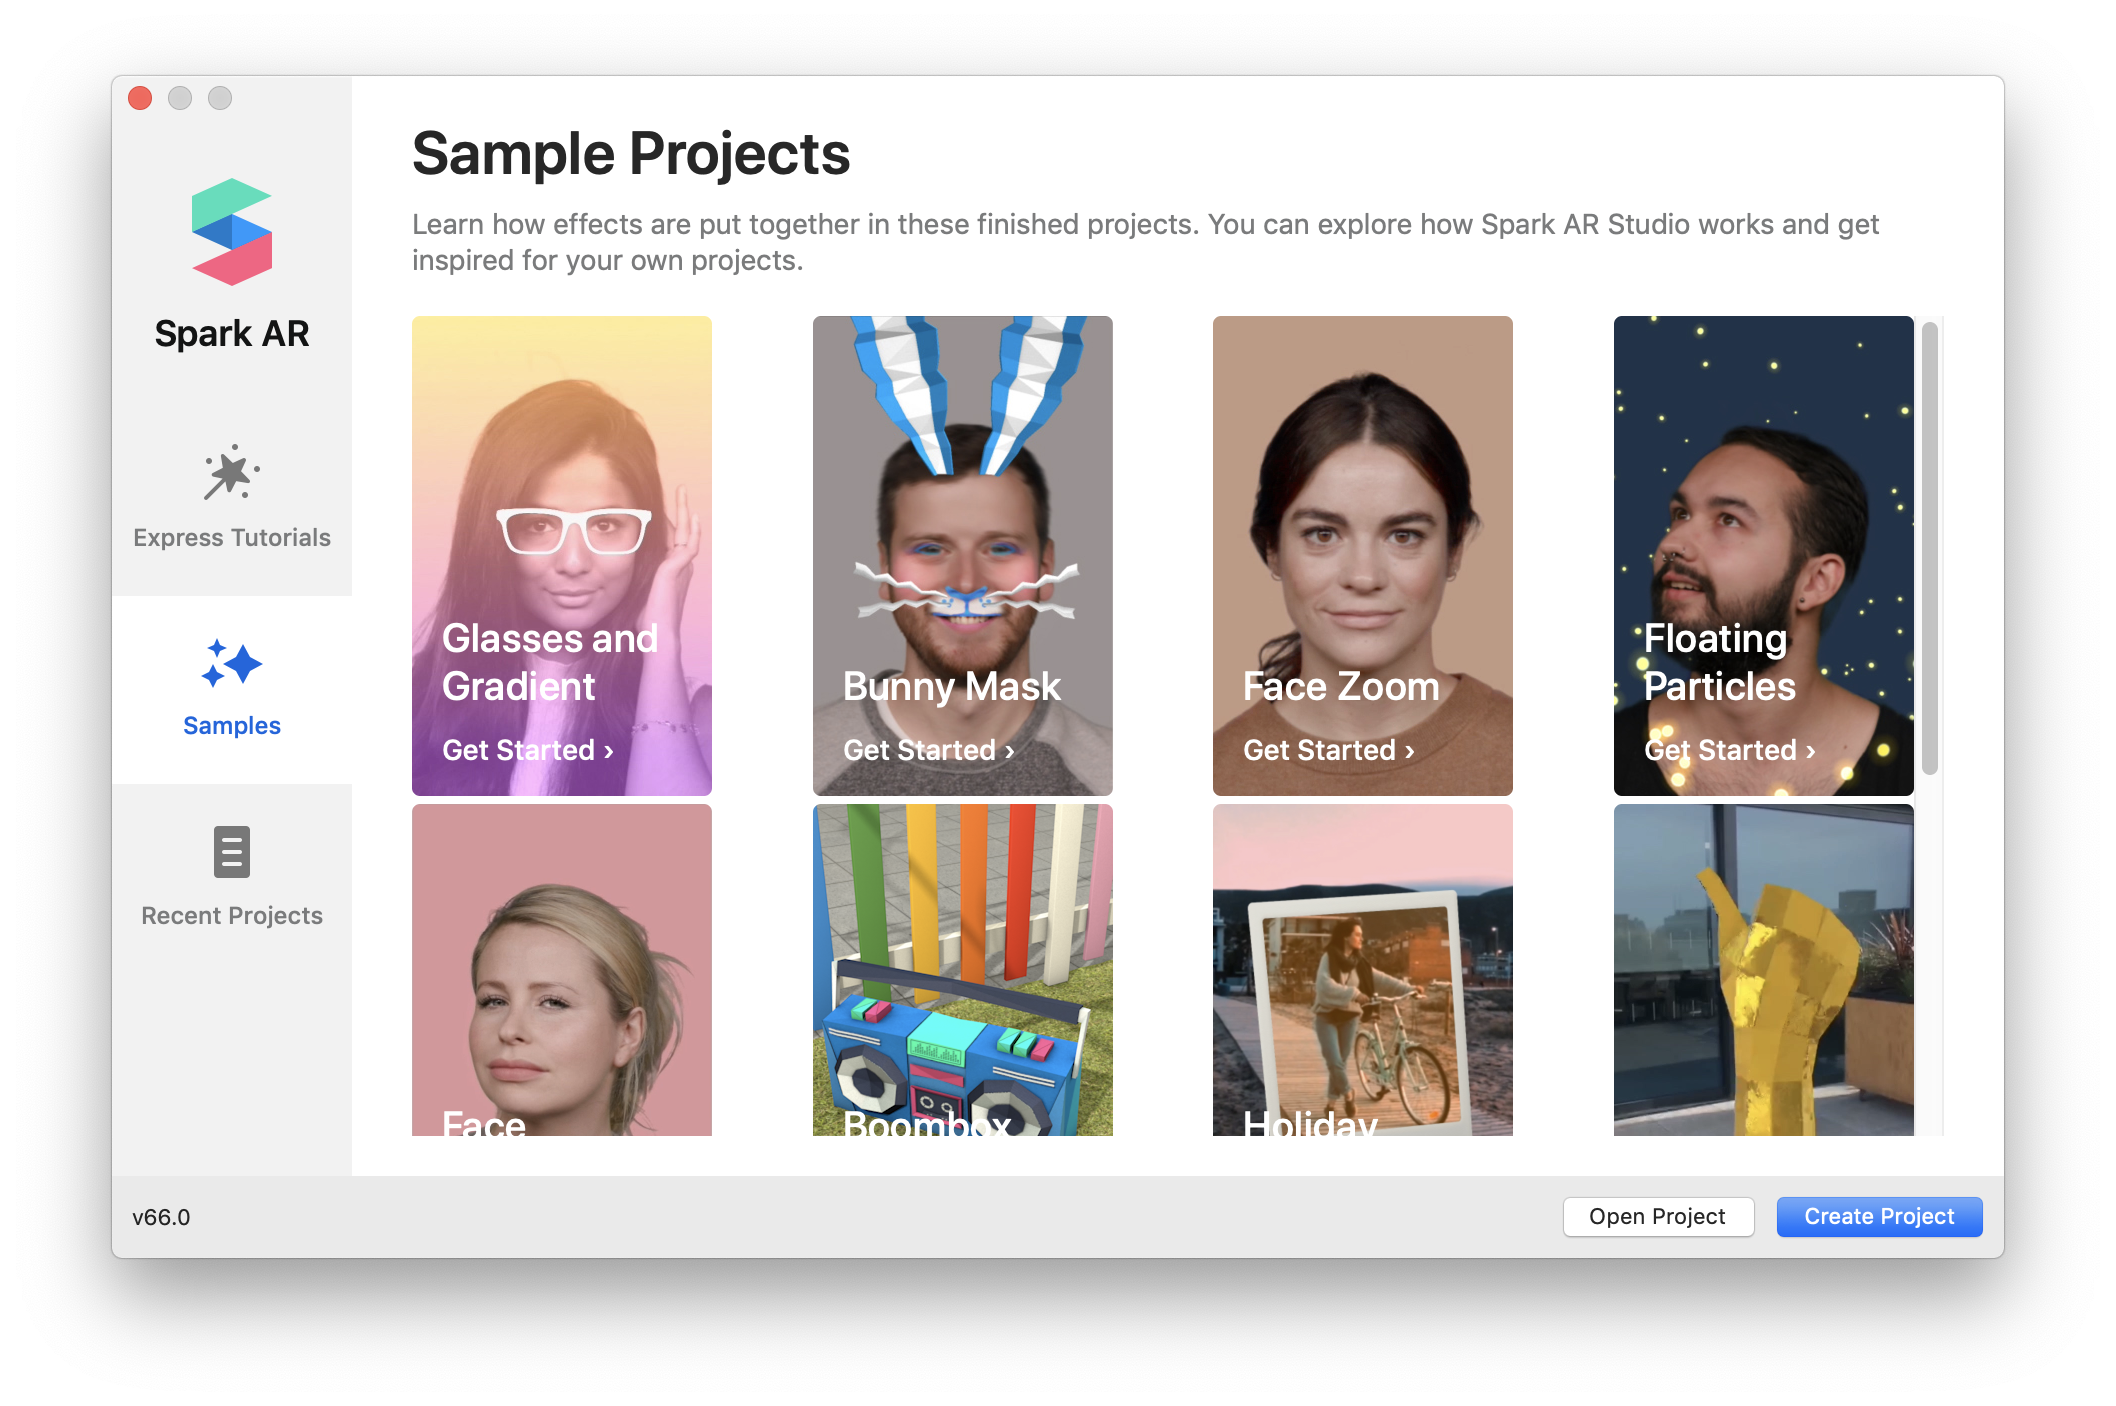 Spark AR
Express Tutorials
Samples
Recent Projects
Sample Projects
Learn how effects are put together in these finished projects. You can explore how Spark AR Studio works and get
inspired for your own projects.
Glasses and
Gradient
Get Started ›
Bunny Mask
Get Started ›
Face Zoom
Get Started ›
Floating
Particles
Get Started ›
Face
Boombox
Holiday
v66.0
Open Project
Create Project